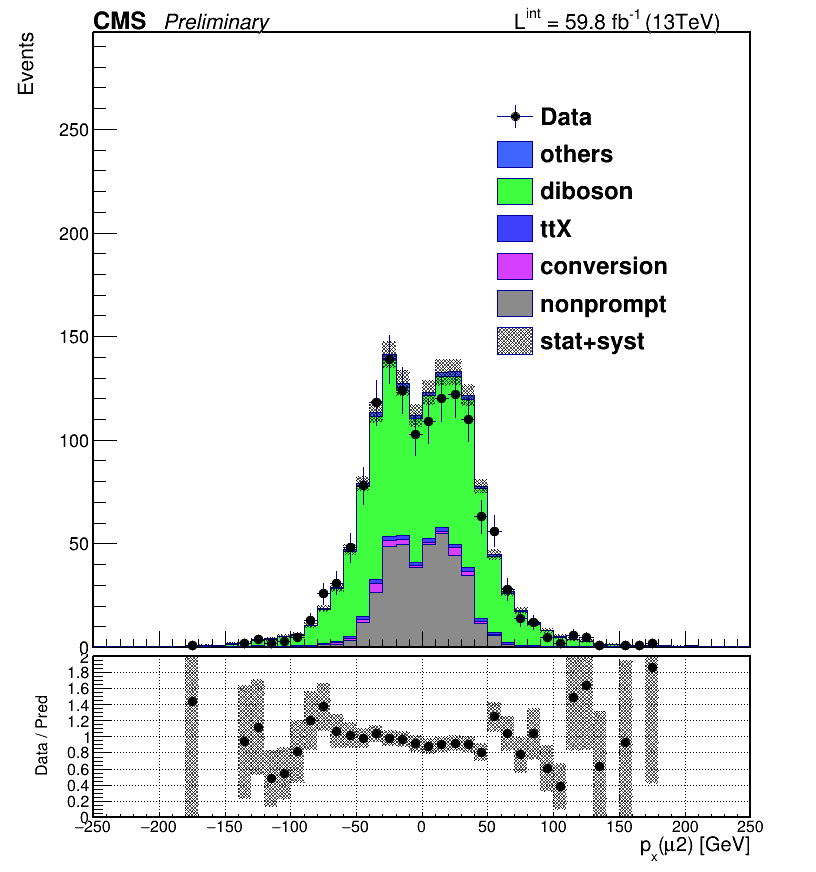 CMS Preliminary L^int = 59.8 fb^-1 (13TeV)
Events
250
200
150
100
50
0
Data
others
diboson
ttX
conversion
nonprompt
stat+syst
Data / Pred
2
1.8
1.6
1.4
1.2
1
0.8
0.6
0.4
0.2
0
−250 −200 −150 −100 −50 0 50 100 150 200 250
p_x(μ2) [GeV]